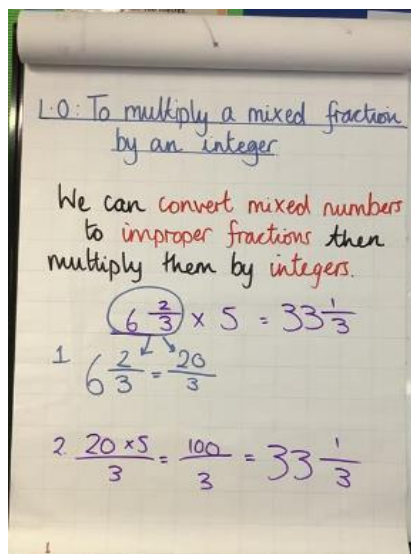 L.O: To multiply a mixed fraction
by an integer
We can convert mixed numbers
to improper fractions then
multiply them by integers.
6 2/3 × 5 = 33 1/3
1 6 2/3 = 20/3
2. 20 ×5/3 = 100/3 = 33 1/3